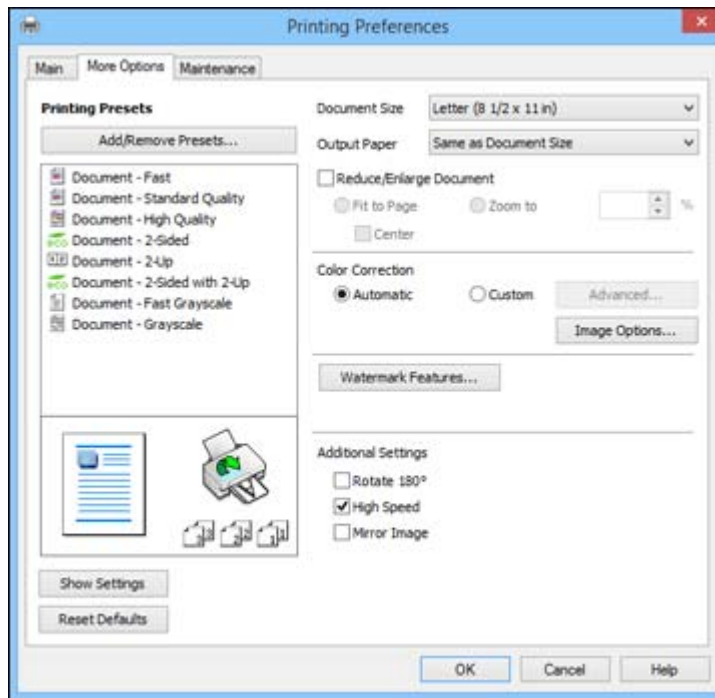 Printing Preferences
Main
More Options
Maintenance
Printing Presets
Add/Remove Presets...
Document - Fast
Document - Standard Quality
Document - High Quality
Document - 2-Sided
Document - 2-Up
Document - 2-Sided with 2-Up
Document - Fast Grayscale
Document - Grayscale
Show Settings
Reset Defaults
Document Size
Letter (8 1/2 x 11 in)
Output Paper
Same as Document Size
Reduce/Enlarge Document
Fit to Page
Zoom to
%
Center
Color Correction
Automatic
Custom
Advanced...
Image Options...
Watermark Features...
Additional Settings
Rotate 180°
High Speed
Mirror Image
OK
Cancel
Help